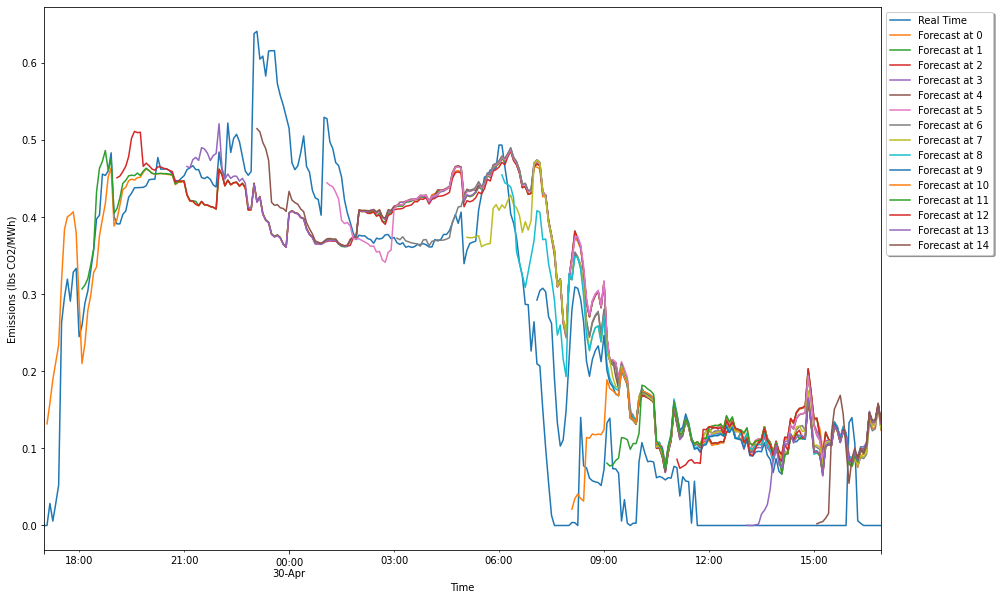 0.6
0.5
0.4
0.3
0.2
0.1
0.0
Emissions (lbs CO2/MWh)
18:00
21:00
00:00
30-Apr
03:00
06:00
09:00
12:00
15:00
Time
Real Time
Forecast at 0
Forecast at 1
Forecast at 2
Forecast at 3
Forecast at 4
Forecast at 5
Forecast at 6
Forecast at 7
Forecast at 8
Forecast at 9
Forecast at 10
Forecast at 11
Forecast at 12
Forecast at 13
Forecast at 14